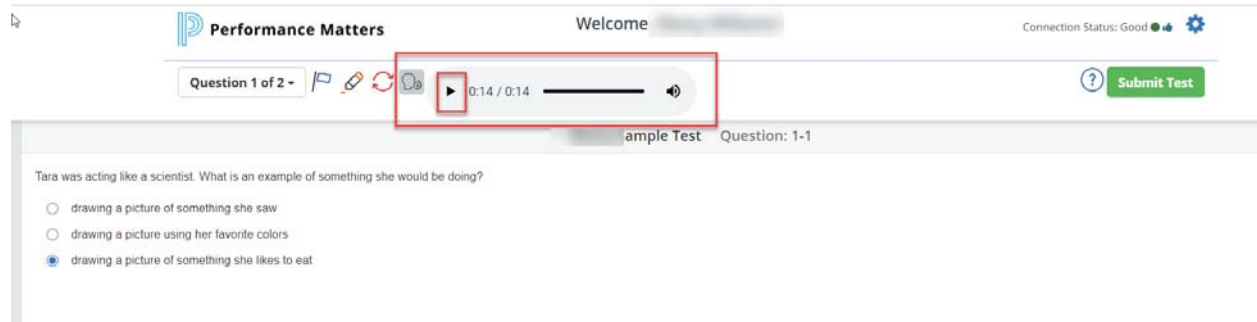 Performance Matters
Welcome
Connection Status: Good
Question 1 of 2
0:14 / 0:14
?
Submit Test
ample Test Question: 1-1
Tara was acting like a scientist. What is an example of something she would be doing?
drawing a picture of something she saw
drawing a picture using her favorite colors
drawing a picture of something she likes to eat